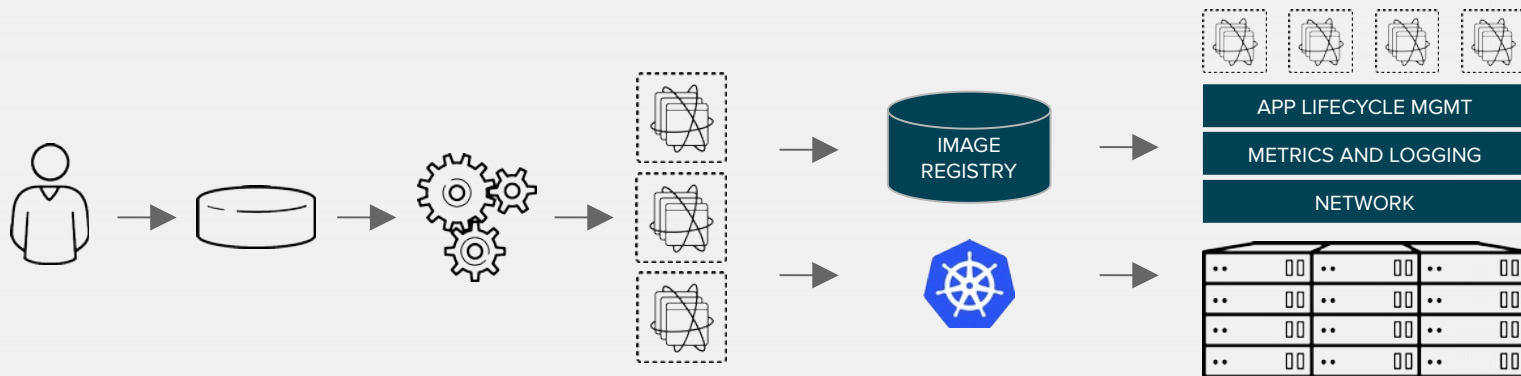 IMAGE
REGISTRY
APP LIFECYCLE MGMT
METRICS AND LOGGING
NETWORK